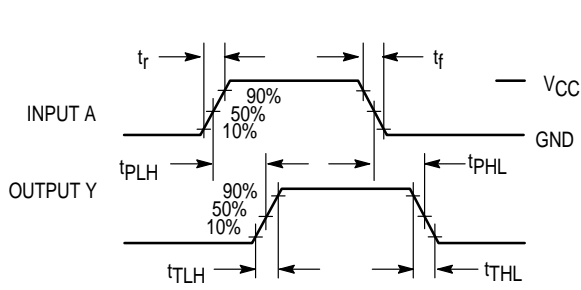 tr
tf
VCC
INPUT A
90%
50%
10%
GND
tPLH
tPHL
OUTPUT Y
90%
50%
10%
tTLH
tTHL